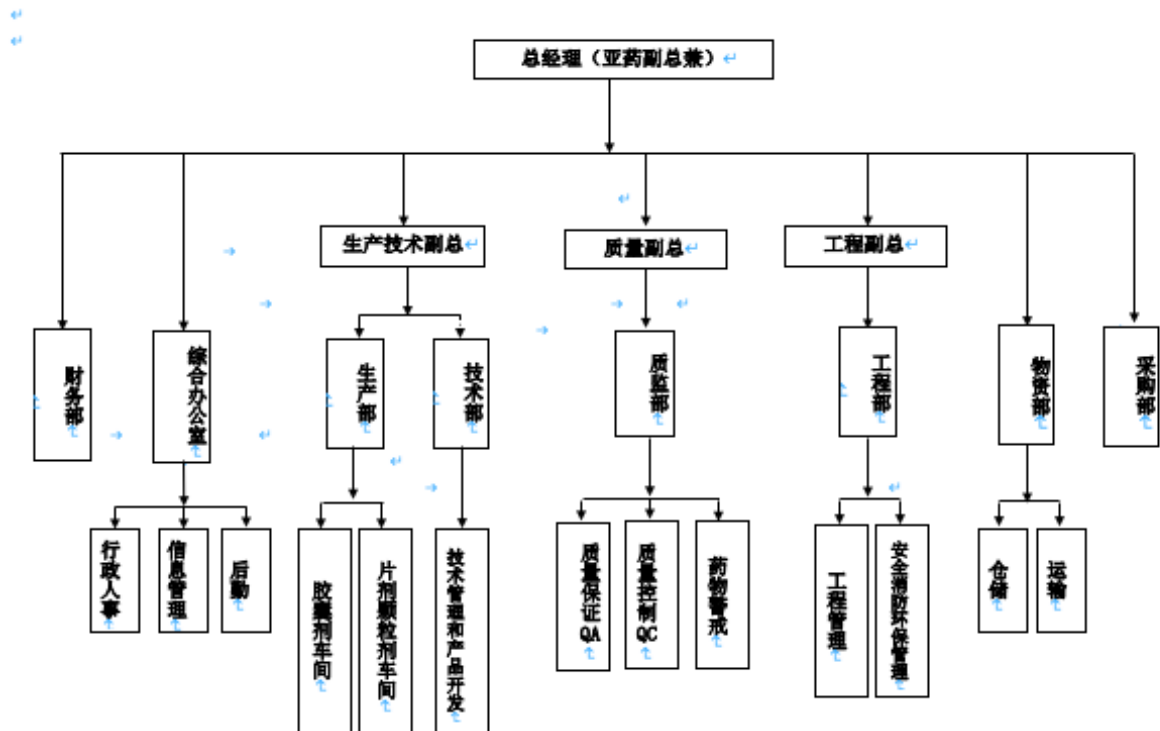 总经理（亚药副总兼）
生产技术副总
质量副总
工程副总
财务部
综合办公室
生产部
技术部
质监部
工程部
物资部
采购部
行政人事
信息管理
后勤
胶囊剂车间
片剂颗粒剂车间
技术管理和产品开发
质量保证QA
质量控制QC
药物警戒
工程管理
安全消防环保管理
仓储
运输